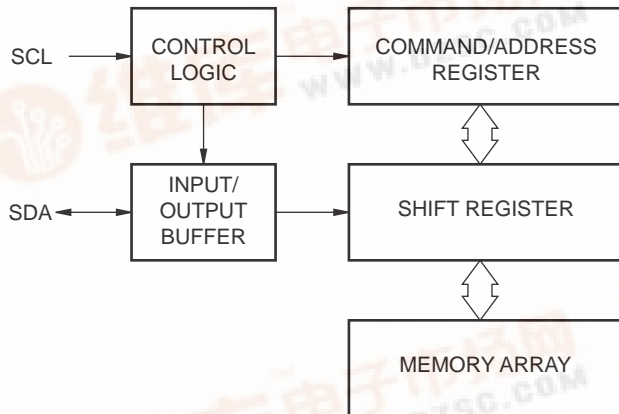 SCL
CONTROL
LOGIC
COMMAND/ADDRESS
REGISTER
SDA
INPUT/
OUTPUT
BUFFER
SHIFT REGISTER
MEMORY ARRAY